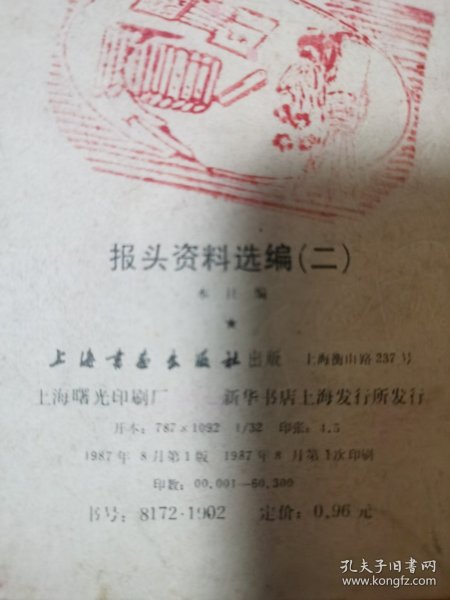 报头资料选编(二)
本社编
★
上海书画出版社出版 上海衡山路237号
上海曙光印刷厂 新华书店上海发行所发行
开本：787×1092 1/32 印张：4.5
1987年8月第1版 1987年8月第1次印刷
印数：00,001—60,300
书号：8172·1902 定价：0.96元
孔夫子旧书网
www.kongfz.com